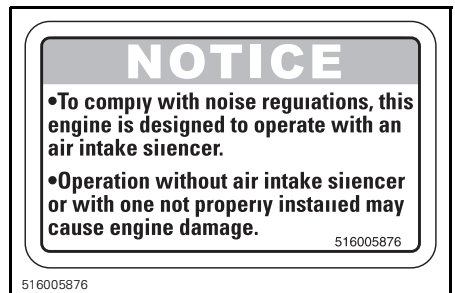 NOTICE
•To comply with noise regulations, this
engine is designed to operate with an
air intake silencer.
•Operation without air intake silencer
or with one not properly installed may
cause engine damage.
516005876
516005876